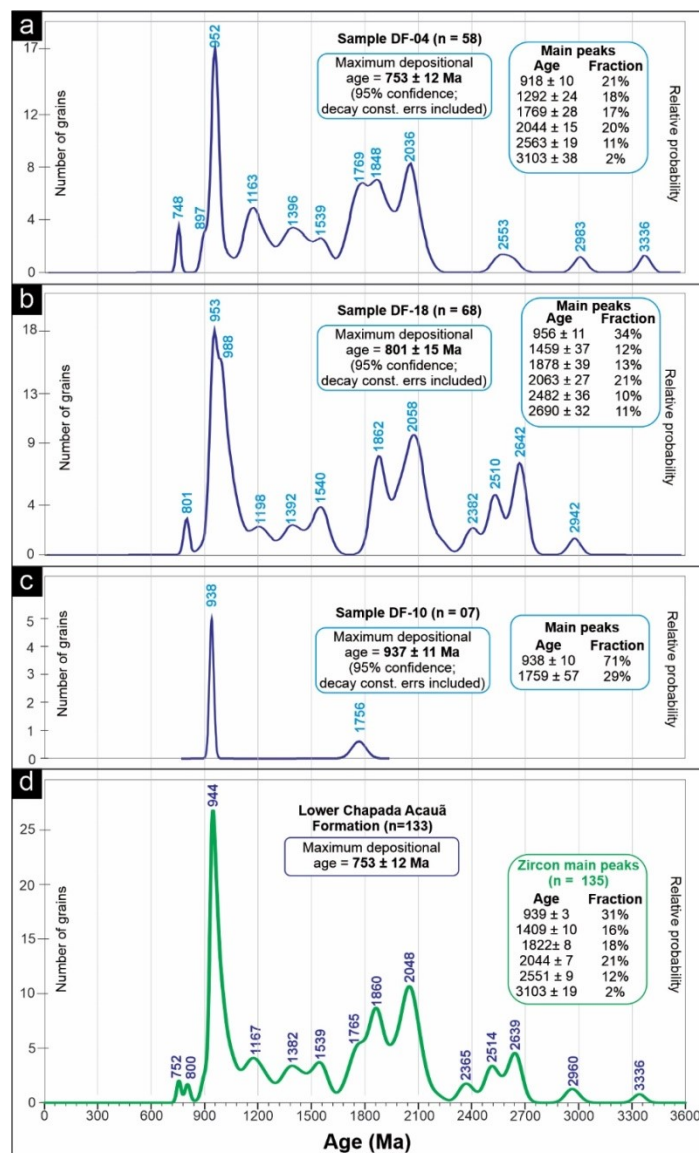 a
Sample DF-04 (n = 58)
Maximum depositional
age = 753 ± 12 Ma
(95% confidence;
decay const. errs included)
Main peaks
Age Fraction
918 ± 10 21%
1292 ± 24 18%
1769 ± 28 17%
2044 ± 15 20%
2563 ± 19 11%
3103 ± 38 2%
Number of grains
Relative probability
17
12
8
4
0
748
897
952
1163
1396
1539
1769
1848
2036
2553
2983
3336
b
Sample DF-18 (n = 68)
Maximum depositional
age = 801 ± 15 Ma
(95% confidence;
decay const. errs included)
Main peaks
Age Fraction
956 ± 11 34%
1459 ± 37 12%
1878 ± 39 13%
2063 ± 27 21%
2482 ± 36 10%
2690 ± 32 11%
Number of grains
Relative probability
18
13
9
4
0
801
953
988
1198
1392
1540
1862
2058
2382
2510
2642
2942
c
Sample DF-10 (n = 07)
Maximum depositional
age = 937 ± 11 Ma
(95% confidence;
decay const. errs included)
Main peaks
Age Fraction
938 ± 10 71%
1759 ± 57 29%
Number of grains
Relative probability
5
4
3
2
1
0
938
1756
d
Lower Chapada Acauã
Formation (n=133)
Maximum depositional
age = 753 ± 12 Ma
Zircon main peaks
(n = 135)
Age Fraction
939 ± 3 31%
1409 ± 10 16%
1822± 8 18%
2044 ± 7 21%
2551 ± 9 12%
3103 ± 19 2%
Number of grains
Relative probability
25
20
15
10
5
0
752
800
944
1167
1382
1539
1765
1860
2048
2365
2514
2639
2960
3336
0 300 600 900 1200 1500 1800 2100 2400 2700 3000 3300 3600
Age (Ma)